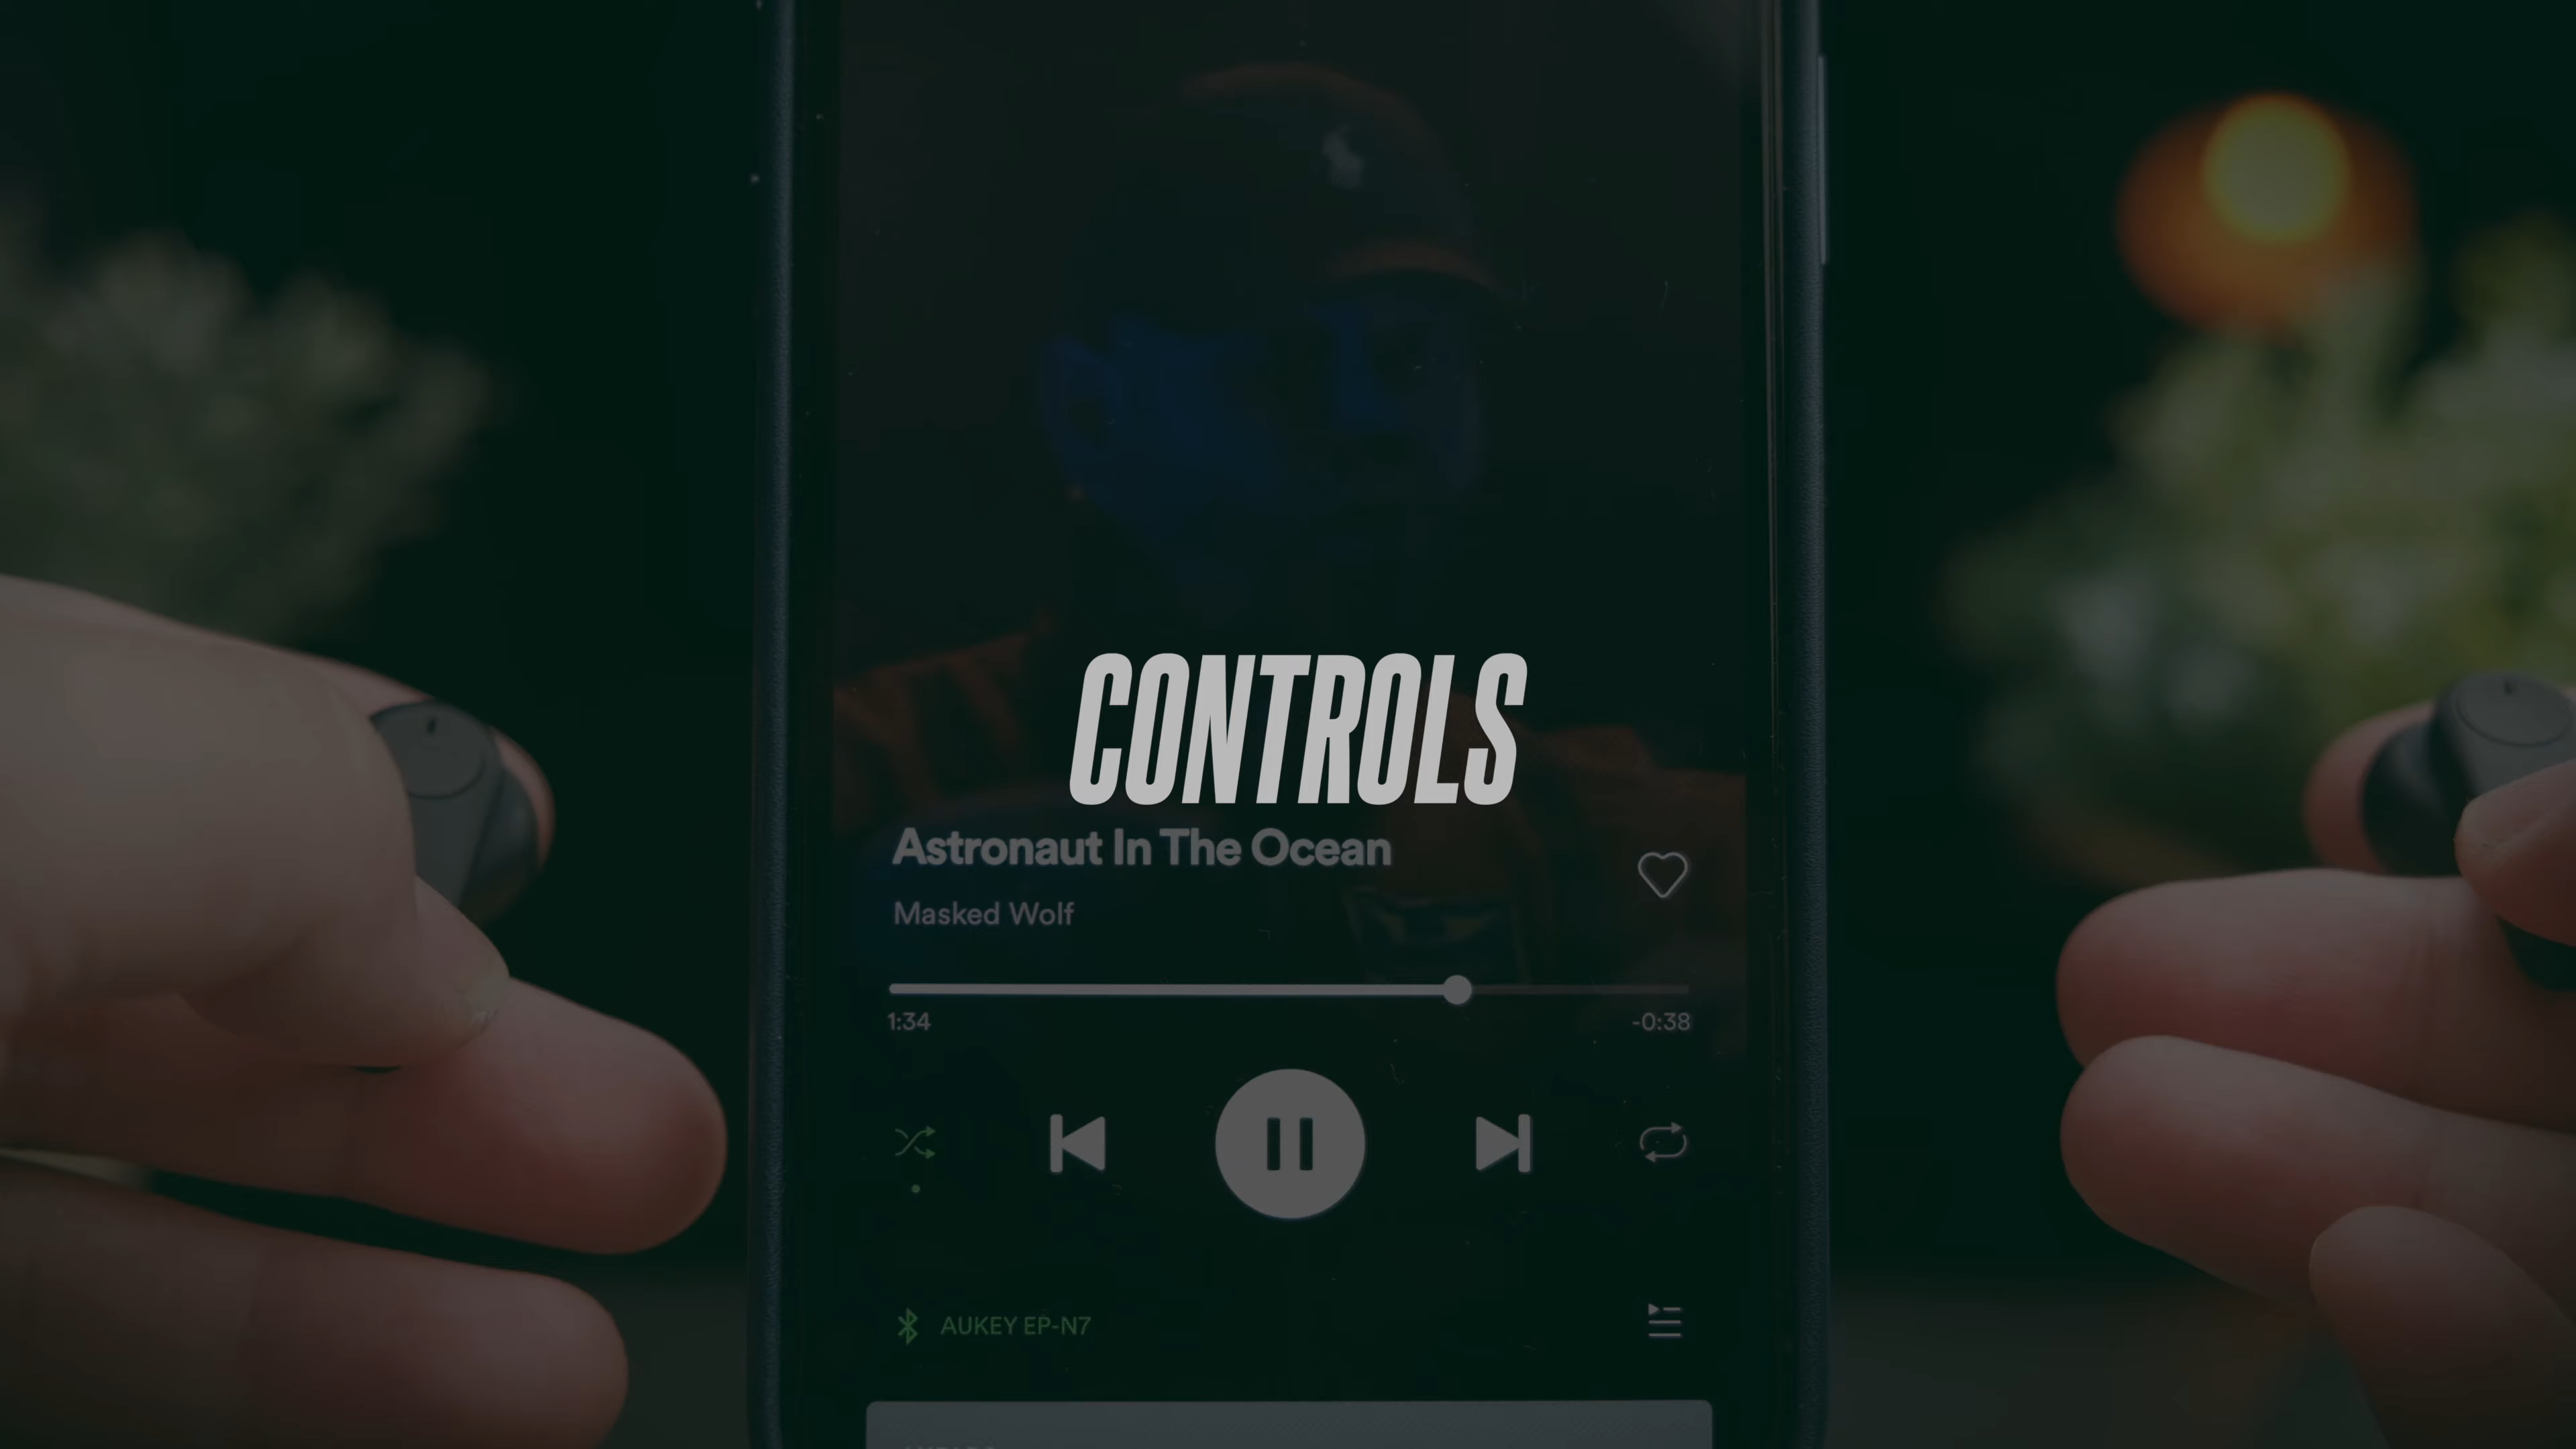 CONTROLS
Astronaut In The Ocean
Masked Wolf
1:34 -0:38
AUKEY EP-N7